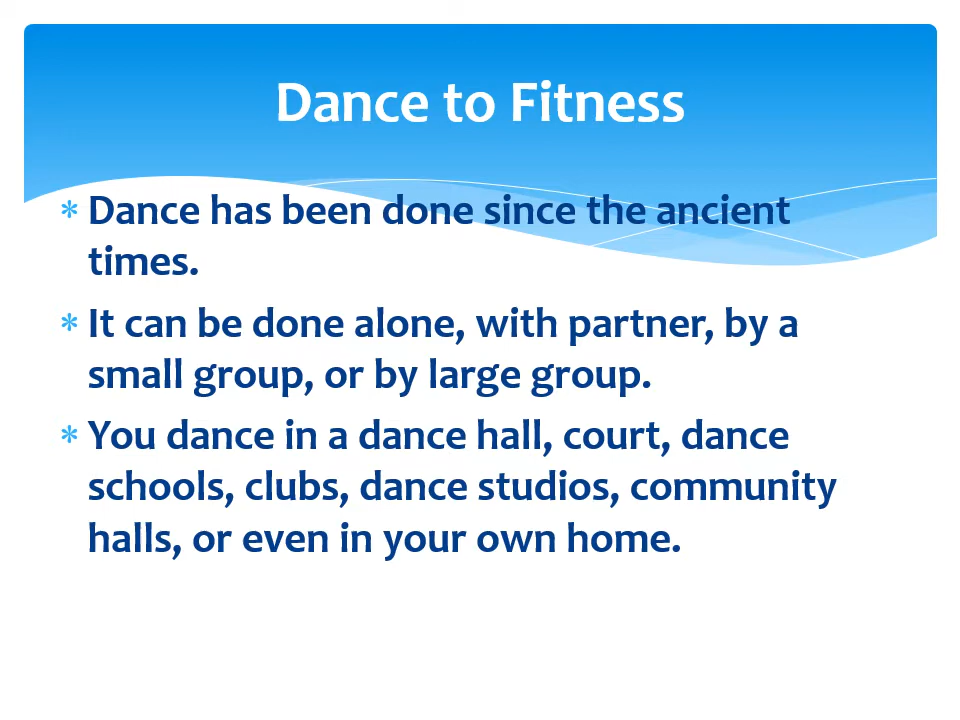 Dance to Fitness
* Dance has been done since the ancient
times.
* It can be done alone, with partner, by a
small group, or by large group.
* You dance in a dance hall, court, dance
schools, clubs, dance studios, community
halls, or even in your own home.